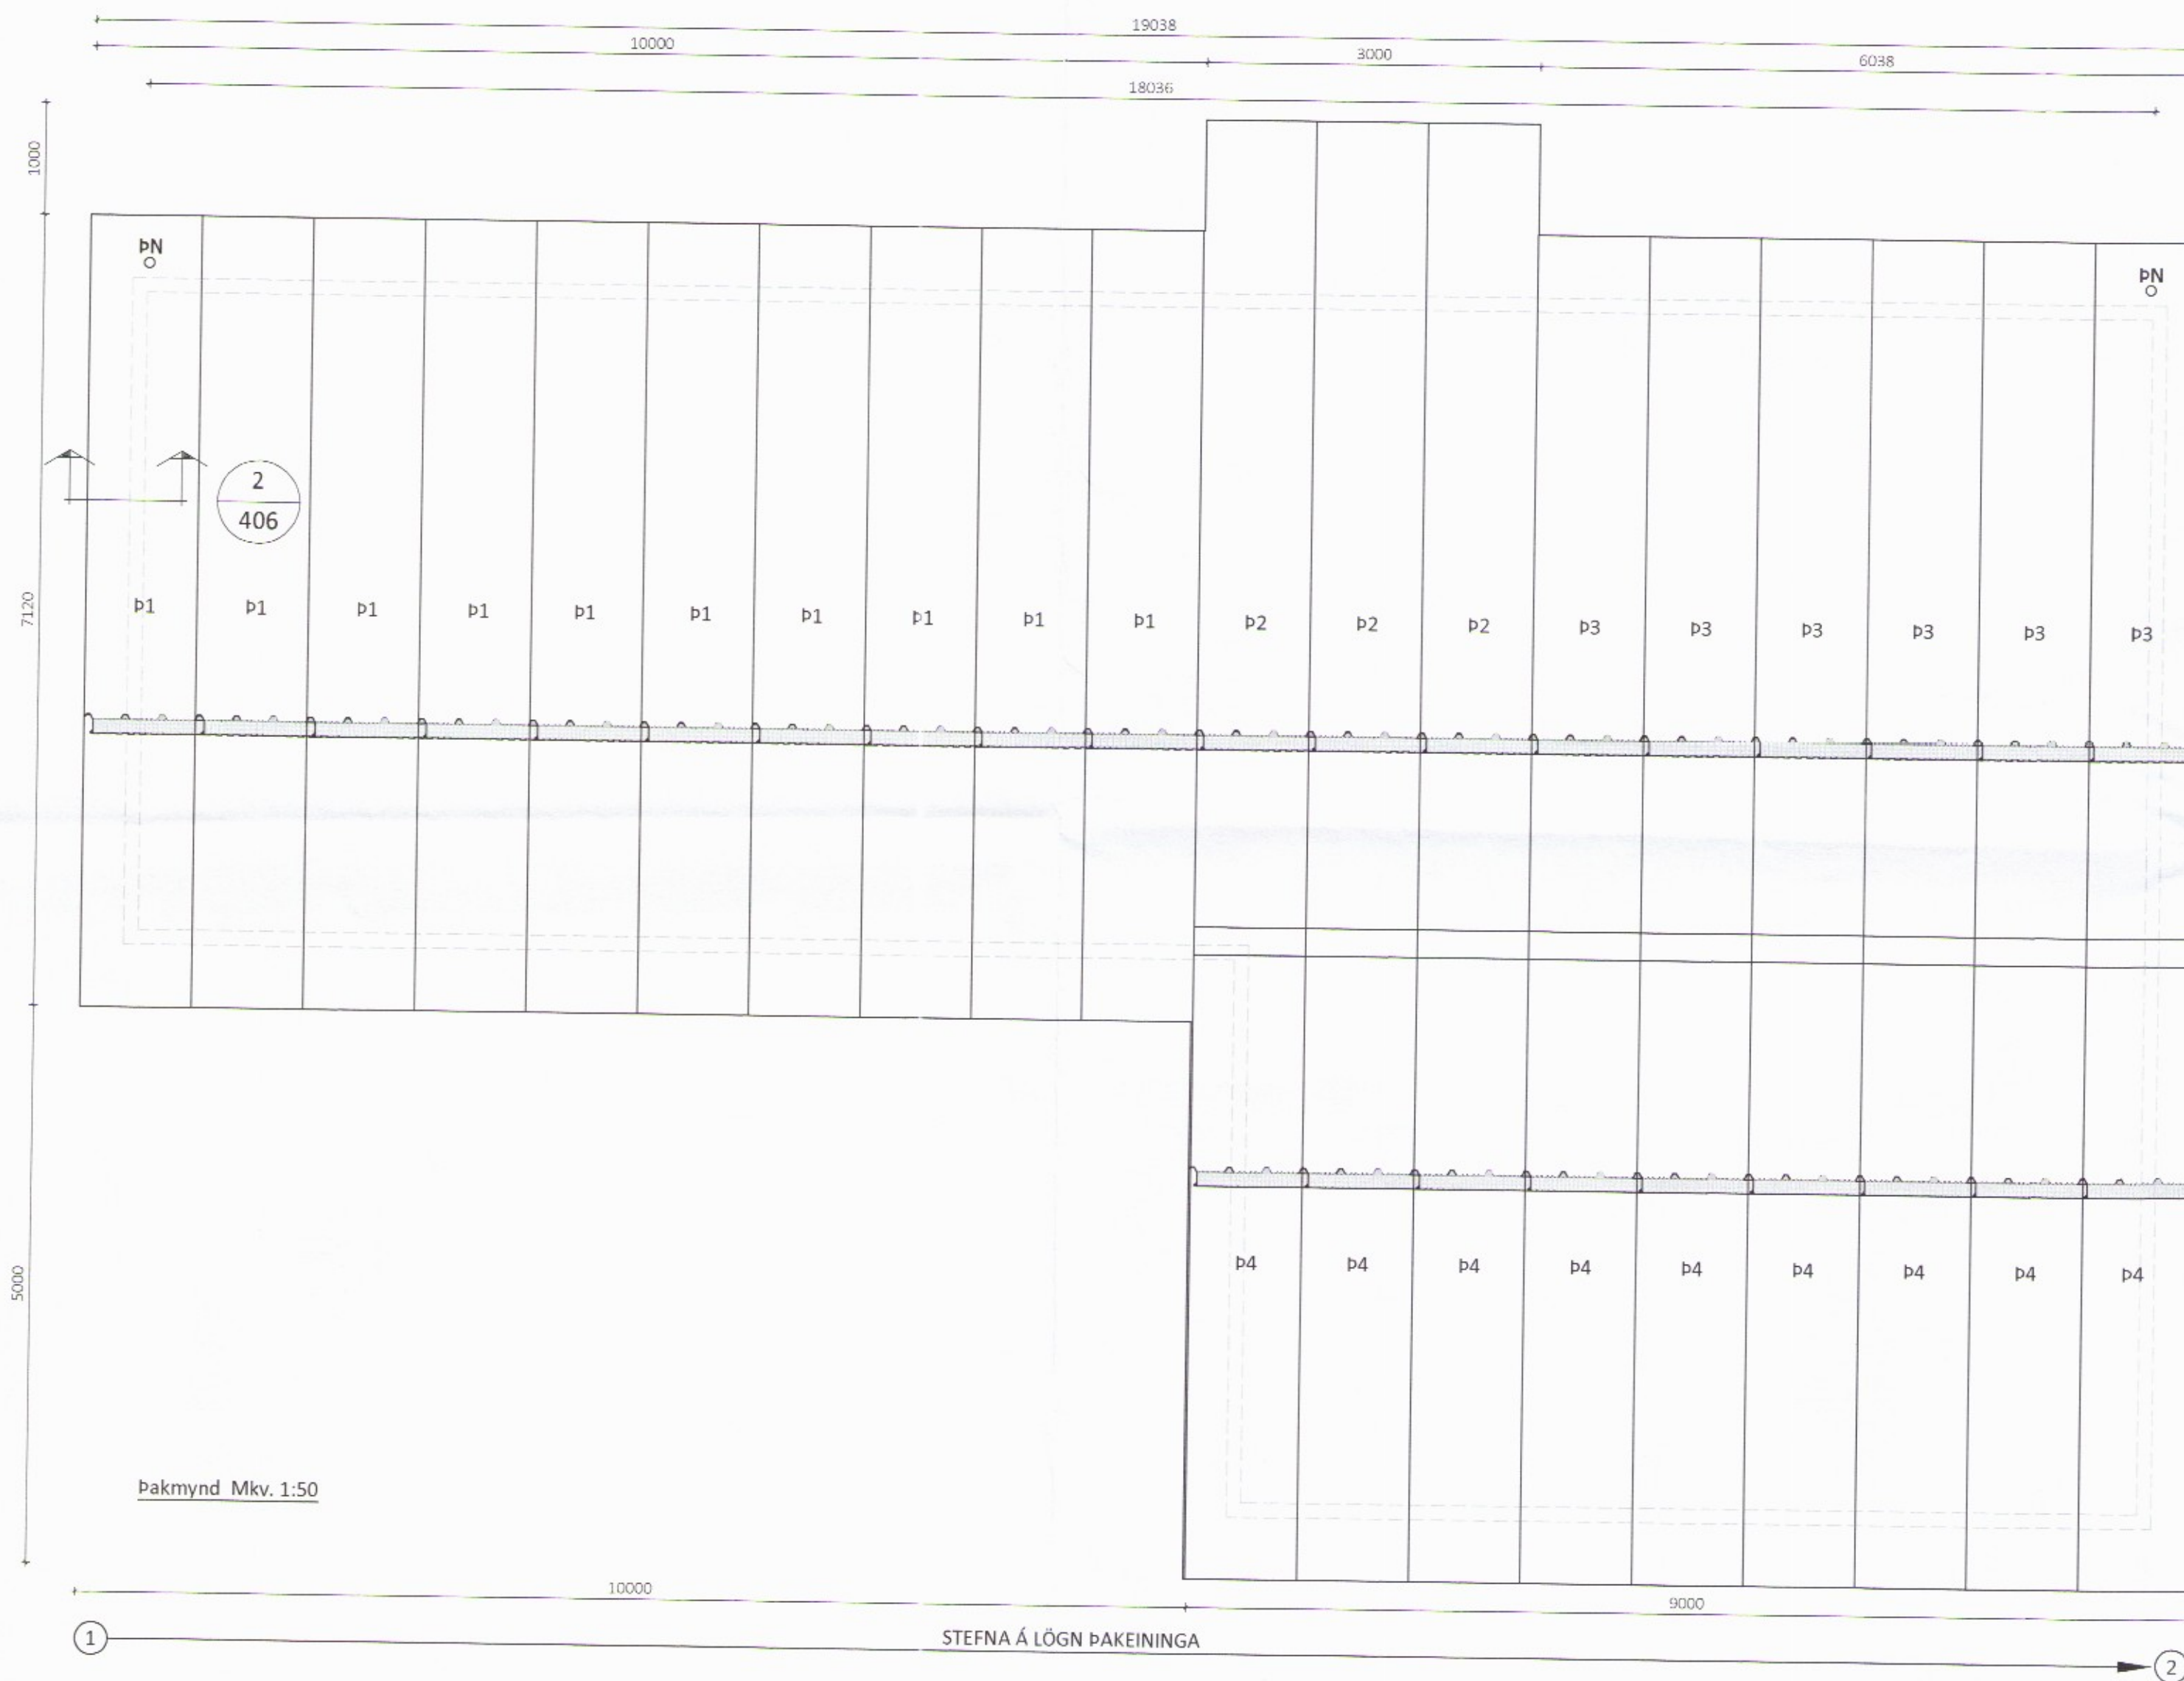 19038
10000
3000
6038
18036
1000
ÞN
ÞN
2
406
7120
Þ1 Þ1 Þ1 Þ1 Þ1 Þ1 Þ1 Þ1 Þ1 Þ1 Þ2 Þ2 Þ2 Þ3 Þ3 Þ3 Þ3 Þ3 Þ3
Þ4 Þ4 Þ4 Þ4 Þ4 Þ4 Þ4 Þ4 Þ4
5000
Þakmynd Mkv. 1:50
10000
9000
1
STEFNA Á LÖGN ÞAKEININGA
2